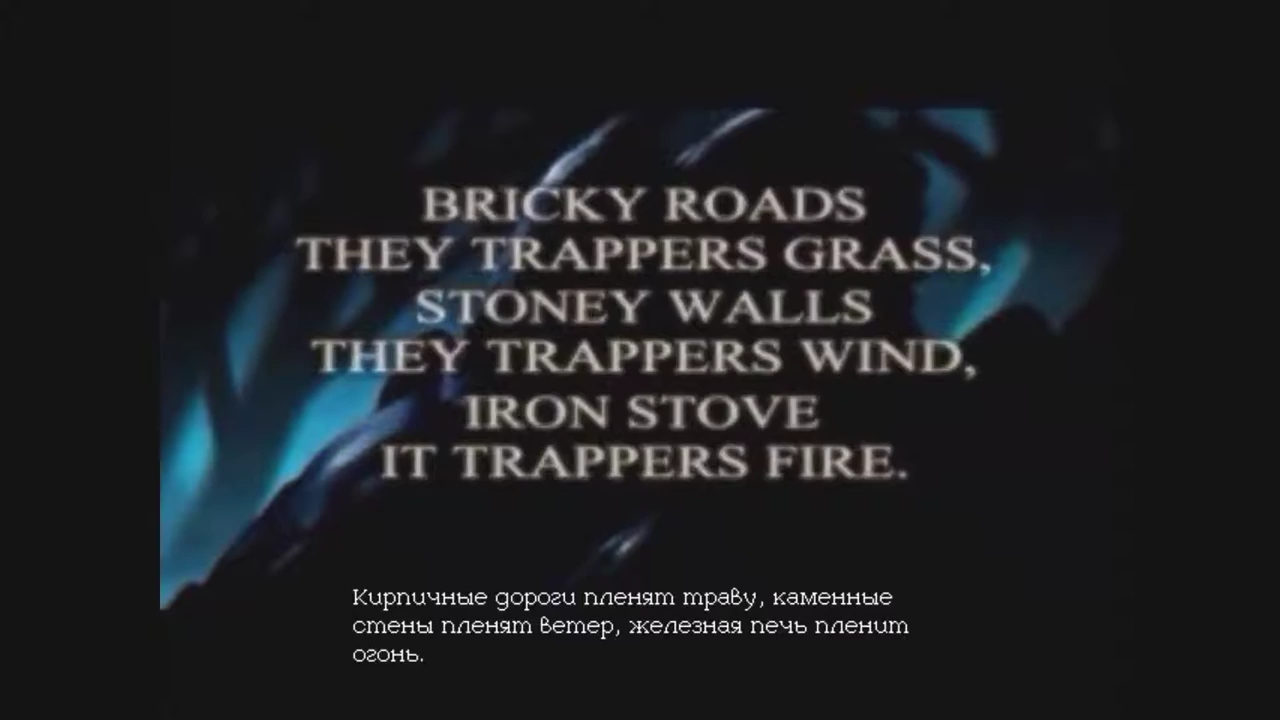 BRICKY ROADS
THEY TRAPPERS GRASS,
STONEY WALLS
THEY TRAPPERS WIND,
IRON STOVE
IT TRAPPERS FIRE.
Кирпичные дороги пленят траву, каменные
стены пленят ветер, железная печь пленит
огонь.